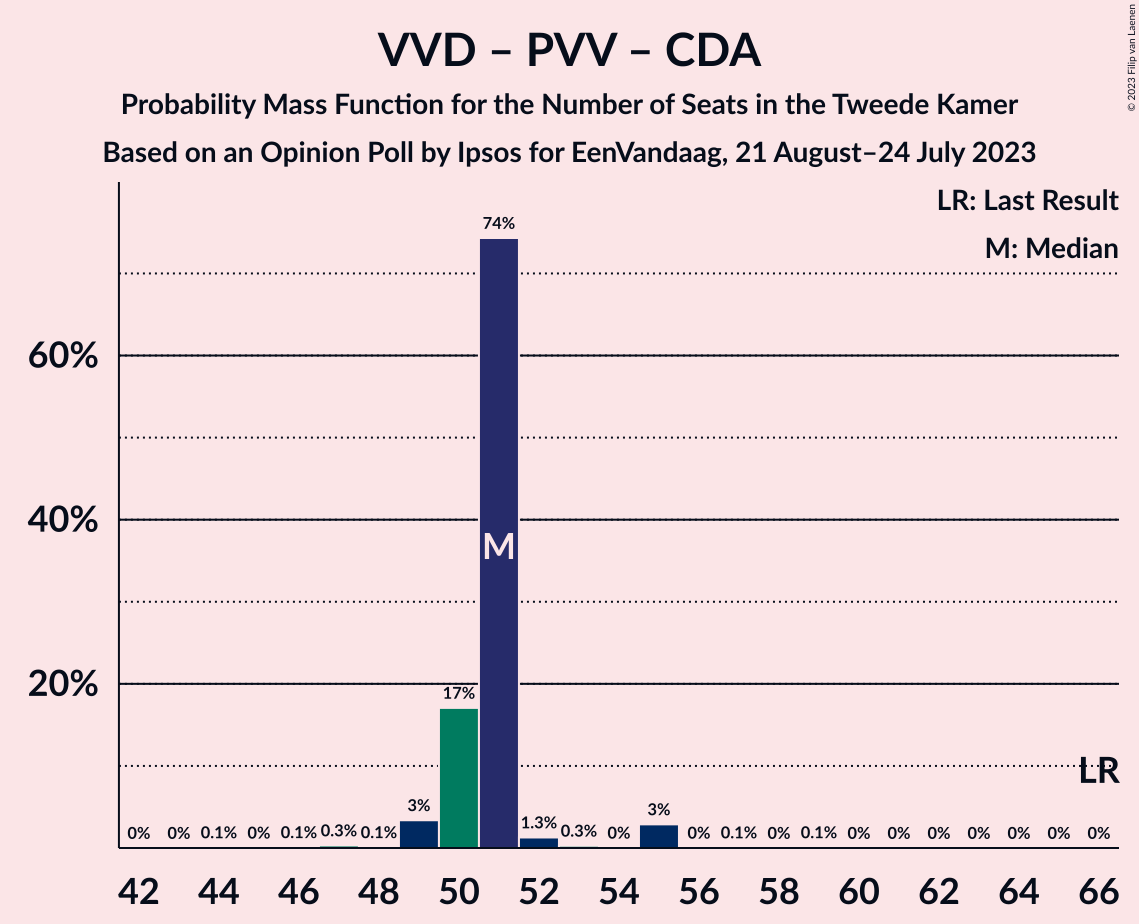 VVD – PVV – CDA
Probability Mass Function for the Number of Seats in the Tweede Kamer
Based on an Opinion Poll by Ipsos for EenVandaag, 21 August–24 July 2023
© 2023 Filip van Laenen
LR: Last Result
M: Median
74%
60%
40%
M
20%
17%
LR
3%
3%
0% 0% 0.1% 0% 0.1% 0.3% 0.1% 1.3% 0.3% 0% 0% 0.1% 0% 0.1% 0% 0% 0% 0% 0% 0% 0%
42 44 46 48 50 52 54 56 58 60 62 64 66